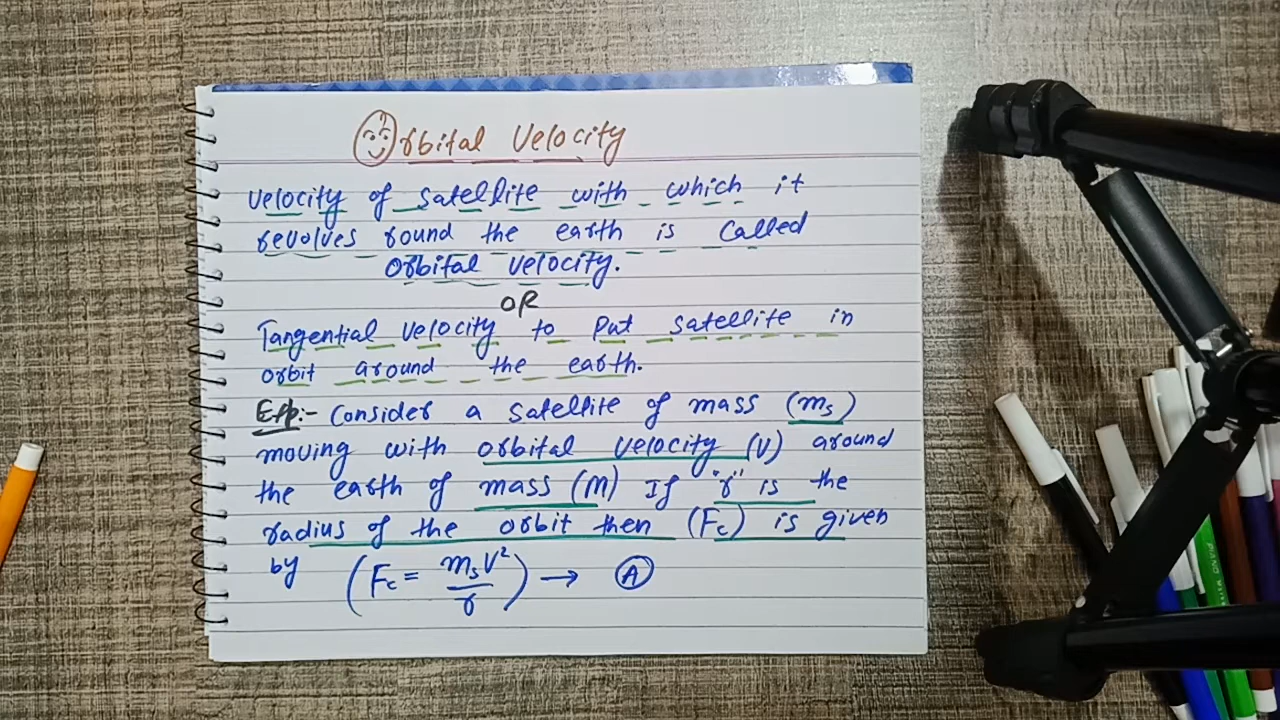 Orbital Velocity
Velocity of satellite with which it
revolves round the earth is called
orbital velocity.
OR
Tangential velocity to put satellite in
orbit around the earth.
Exp:- Consider a satellite of mass (ms)
moving with orbital velocity (V) around
the earth of mass (M) If "r" is the
radius of the orbit then (Fc) is given
by (Fc = msV²/r) → Ⓐ
PIANO